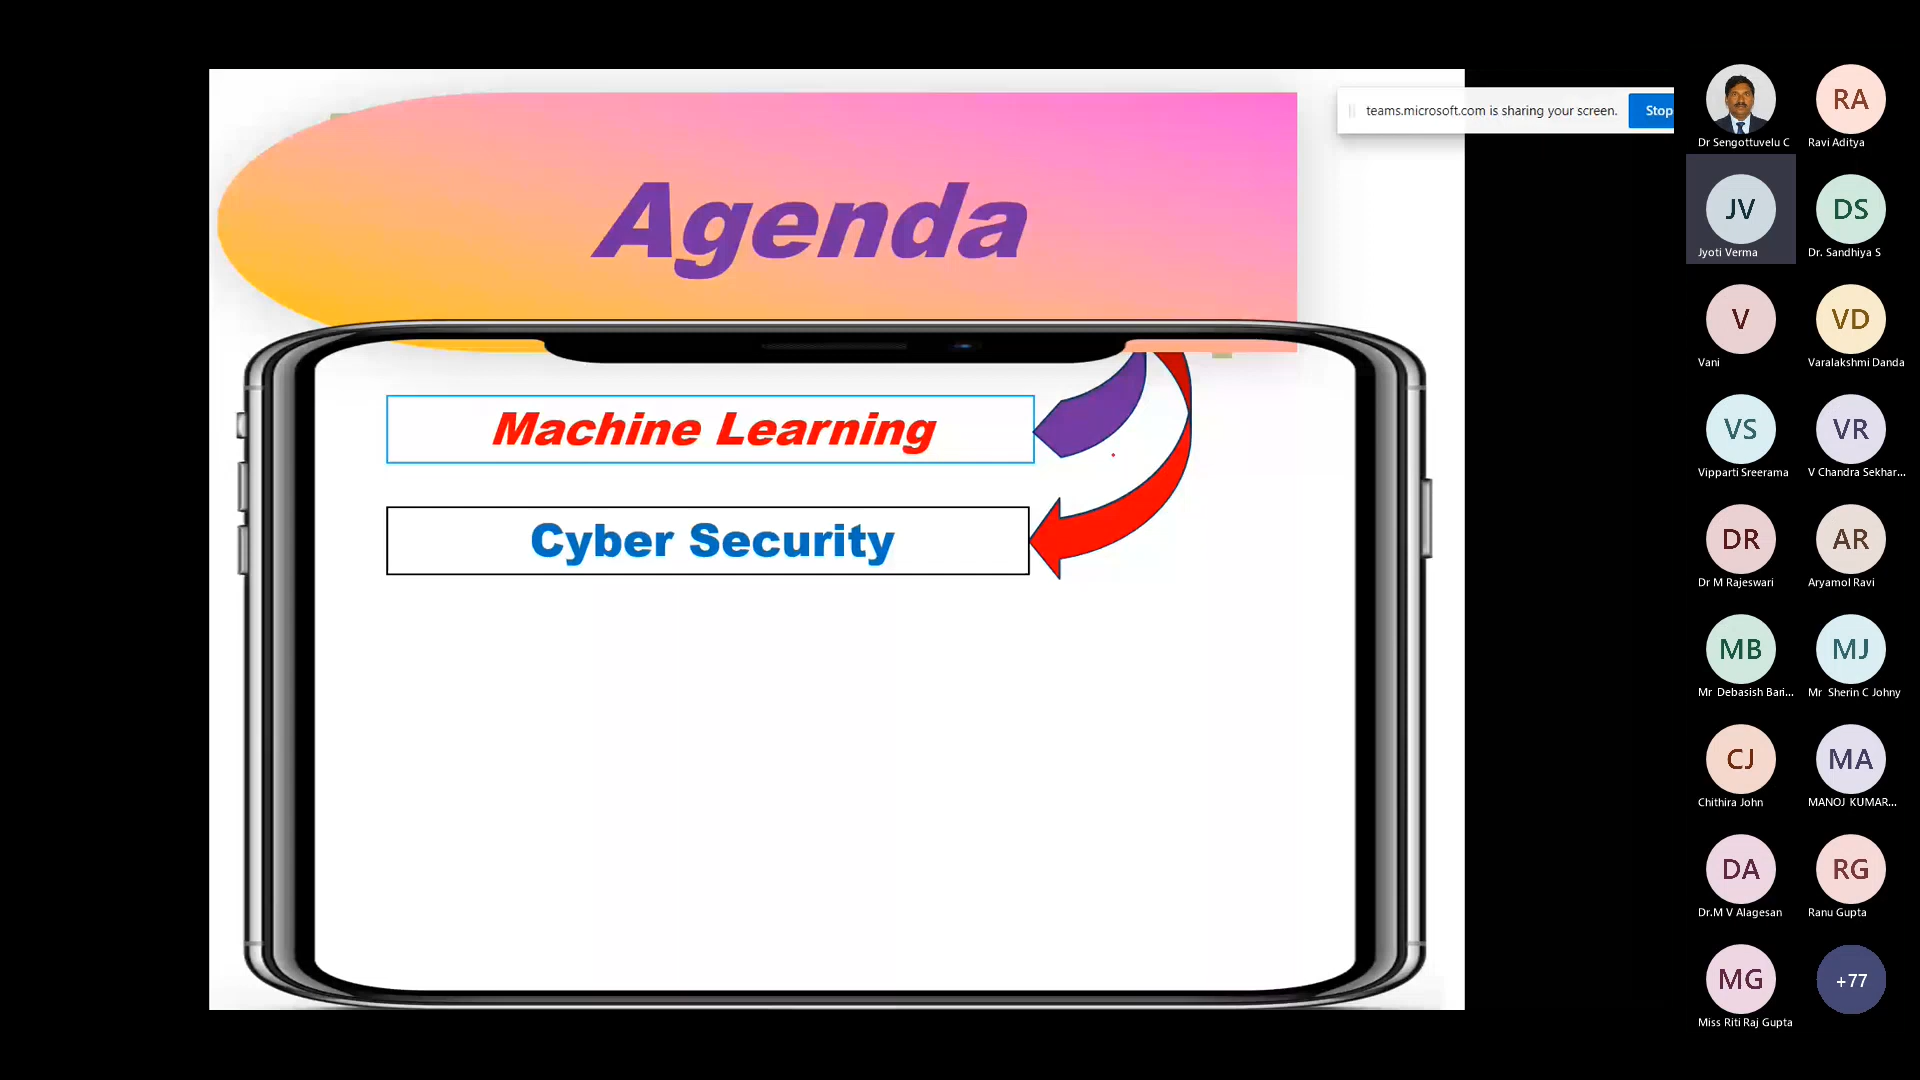 Agenda
teams.microsoft.com is sharing your screen.
Stop
Machine Learning
Cyber Security
Dr Sengottuvelu C
RA
Ravi Aditya
JV
Jyoti Verma
DS
Dr. Sandhiya S
V
Vani
VD
Varalakshmi Danda
VS
Vipparti Sreerama
VR
V Chandra Sekhar...
DR
Dr M Rajeswari
AR
Aryamol Ravi
MB
Mr Debasish Bari...
MJ
Mr Sherin C Johny
CJ
Chithira John
MA
MANOJ KUMAR...
DA
Dr.M V Alagesan
RG
Ranu Gupta
MG
Miss Riti Raj Gupta
+77